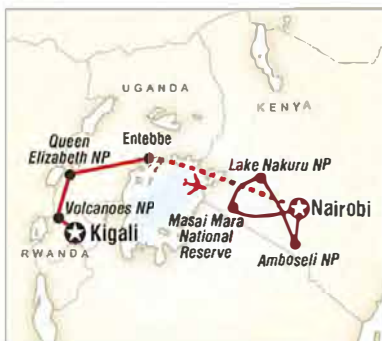 UGANDA
KENYA
Queen
Elizabeth NP
Entebbe
Lake Nakuru NP
Volcanoes NP
Kigali
RWANDA
Masai Mara
National
Reserve
Nairobi
Amboseli NP